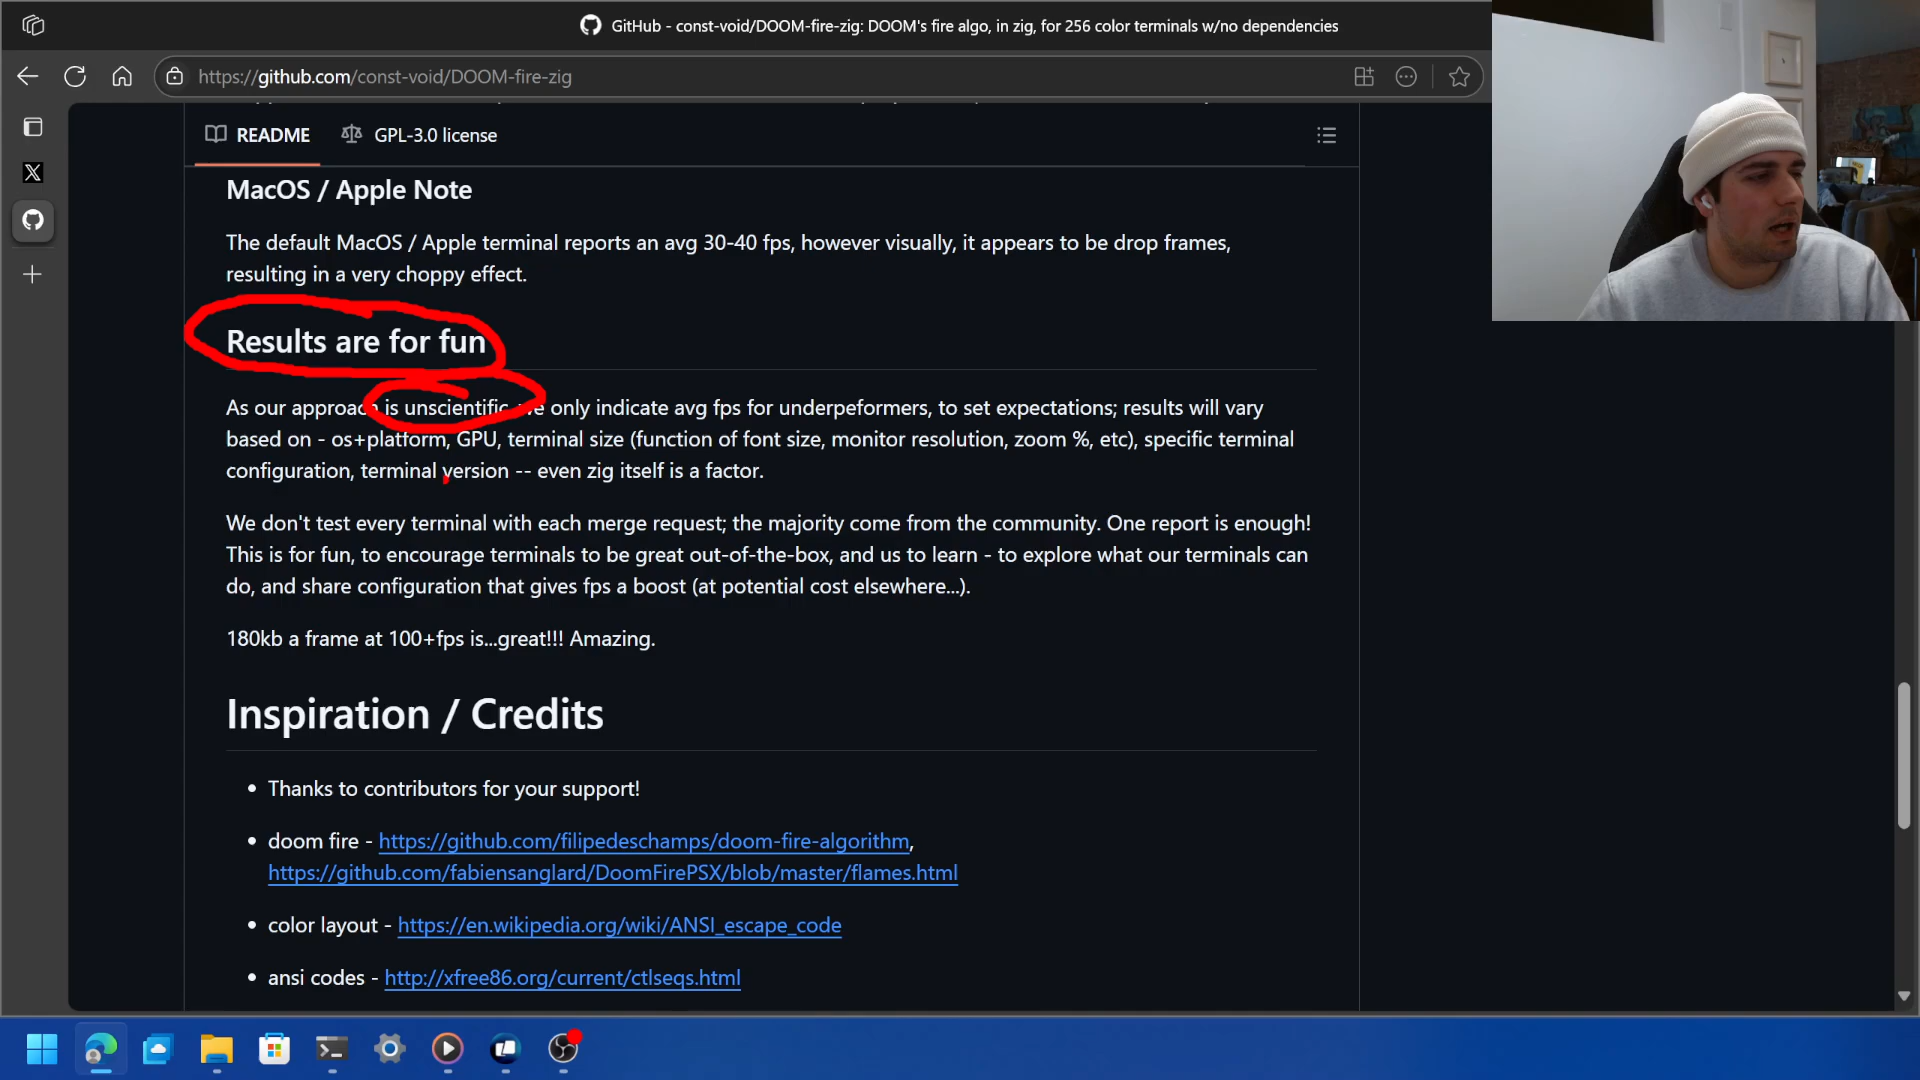 GitHub - const-void/DOOM-fire-zig: DOOM's fire algo, in zig, for 256 color terminals w/no dependencies
https://github.com/const-void/DOOM-fire-zig
README
GPL-3.0 license
MacOS / Apple Note
The default MacOS / Apple terminal reports an avg 30-40 fps, however visually, it appears to be drop frames,
resulting in a very choppy effect.
Results are for fun
As our approach is unscientific, we only indicate avg fps for underpeformers, to set expectations; results will vary
based on - os+platform, GPU, terminal size (function of font size, monitor resolution, zoom %, etc), specific terminal
configuration, terminal version -- even zig itself is a factor.
We don't test every terminal with each merge request; the majority come from the community. One report is enough!
This is for fun, to encourage terminals to be great out-of-the-box, and us to learn - to explore what our terminals can
do, and share configuration that gives fps a boost (at potential cost elsewhere...).
180kb a frame at 100+fps is...great!!! Amazing.
Inspiration / Credits
• Thanks to contributors for your support!
• doom fire - https://github.com/filipedeschamps/doom-fire-algorithm,
https://github.com/fabiensanglard/DoomFirePSX/blob/master/flames.html
• color layout - https://en.wikipedia.org/wiki/ANSI_escape_code
• ansi codes - http://xfree86.org/current/ctlseqs.html